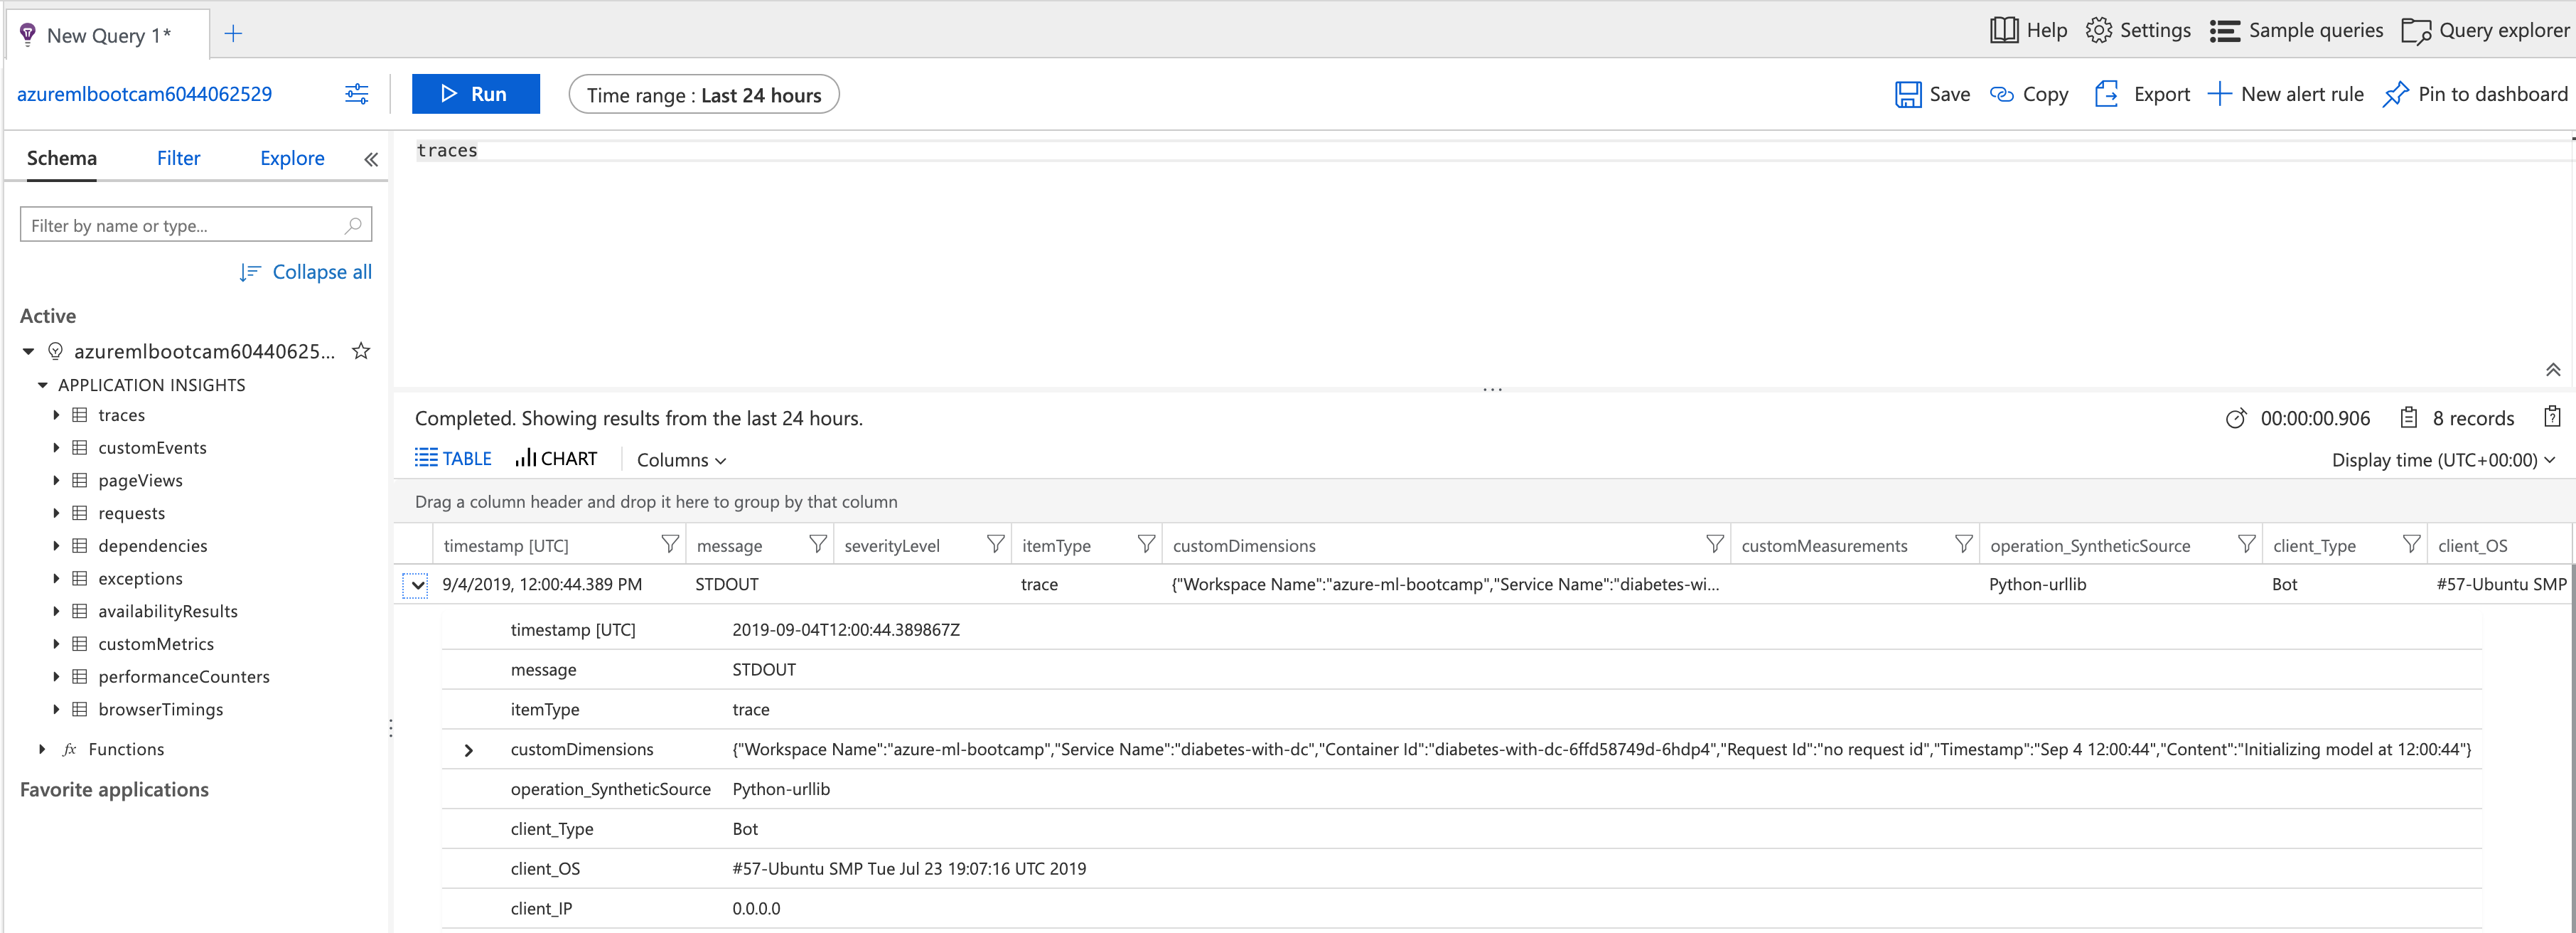 New Query 1*
Help Settings Sample queries Query explorer
azuremlbootcam6044062529
Run
Time range : Last 24 hours
Save Copy Export New alert rule Pin to dashboard
Schema Filter Explore
traces
Filter by name or type...
Collapse all
Active
azuremlbootcam60440625...
APPLICATION INSIGHTS
traces
customEvents
pageViews
requests
dependencies
exceptions
availabilityResults
customMetrics
performanceCounters
browserTimings
fx Functions
Favorite applications
Completed. Showing results from the last 24 hours.
00:00:00.906 8 records
TABLE CHART Columns
Display time (UTC+00:00)
Drag a column header and drop it here to group by that column
timestamp [UTC] message severityLevel itemType customDimensions customMeasurements operation_SyntheticSource client_Type client_OS
9/4/2019, 12:00:44.389 PM STDOUT trace {"Workspace Name":"azure-ml-bootcamp","Service Name":"diabetes-wi... Python-urllib Bot #57-Ubuntu SMP
timestamp [UTC] 2019-09-04T12:00:44.389867Z
message STDOUT
itemType trace
customDimensions {"Workspace Name":"azure-ml-bootcamp","Service Name":"diabetes-with-dc","Container Id":"diabetes-with-dc-6ffd58749d-6hdp4","Request Id":"no request id","Timestamp":"Sep 4 12:00:44","Content":"Initializing model at 12:00:44"}
operation_SyntheticSource Python-urllib
client_Type Bot
client_OS #57-Ubuntu SMP Tue Jul 23 19:07:16 UTC 2019
client_IP 0.0.0.0